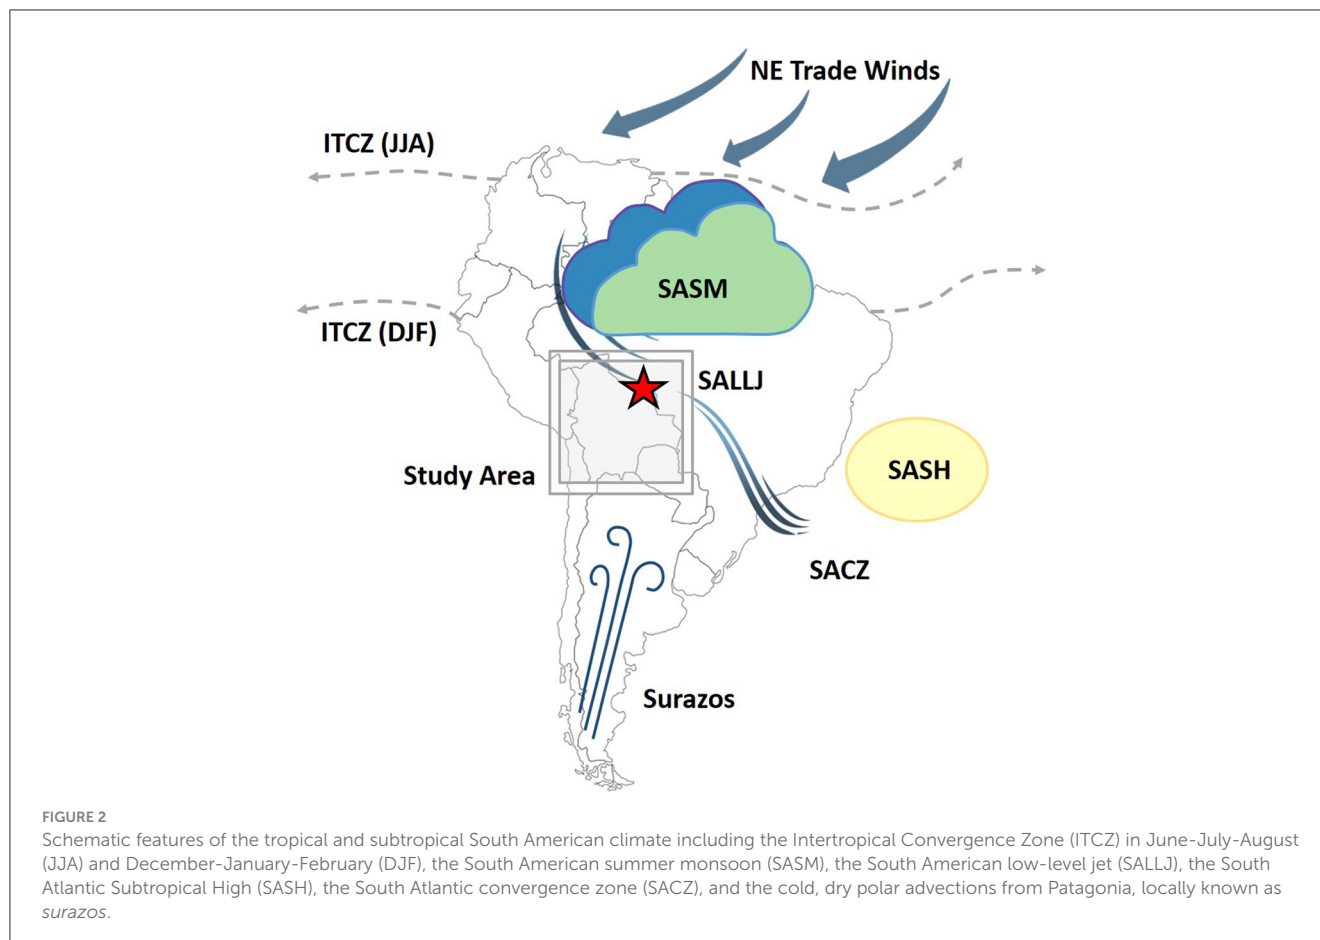 NE Trade Winds
ITCZ (JJA)
SASM
ITCZ (DJF)
SALLJ
Study Area
SASH
SACZ
Surazos
FIGURE 2
Schematic features of the tropical and subtropical South American climate including the Intertropical Convergence Zone (ITCZ) in June-July-August
(JJA) and December-January-February (DJF), the South American summer monsoon (SASM), the South American low-level jet (SALLJ), the South
Atlantic Subtropical High (SASH), the South Atlantic convergence zone (SACZ), and the cold, dry polar advections from Patagonia, locally known as
surazos.